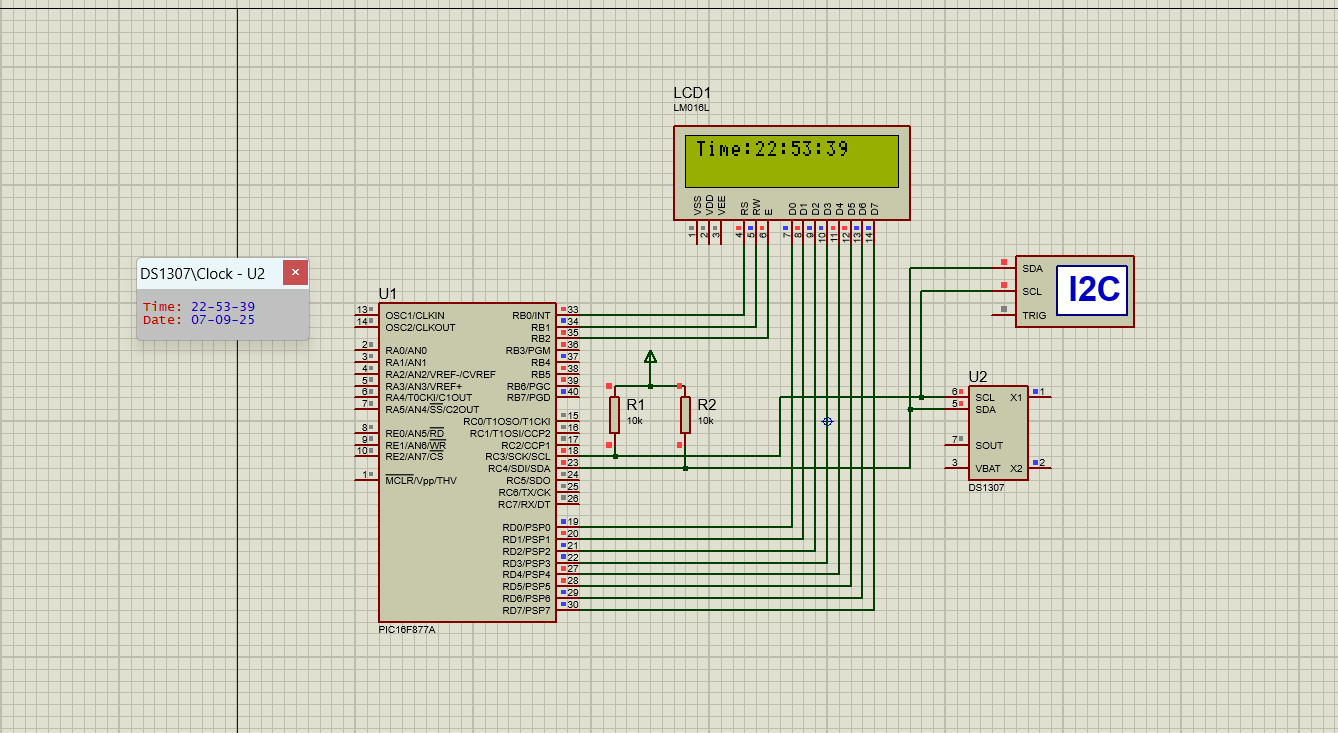 LCD1
LM016L
Time:22:53:39
VSS VDD VEE RS RW E D0 D1 D2 D3 D4 D5 D6 D7
1 2 3 4 5 6 7 8 9 10 11 12 13 14
DS1307\Clock - U2 ×
Time: 22-53-39
Date: 07-09-25
U1
13 OSC1/CLKIN RB0/INT 33
14 OSC2/CLKOUT RB1 34
RB2 35
2 RA0/AN0 RB3/PGM 36
3 RA1/AN1 RB4 37
4 RA2/AN2/VREF-/CVREF RB5 38
5 RA3/AN3/VREF+ RB6/PGC 39
6 RA4/T0CKI/C1OUT RB7/PGD 40
7 RA5/AN4/SS/C2OUT
RC0/T1OSO/T1CKI 15
8 RE0/AN5/RD RC1/T1OSI/CCP2 16
9 RE1/AN6/WR RC2/CCP1 17
10 RE2/AN7/CS RC3/SCK/SCL 18
RC4/SDI/SDA 23
1 MCLR/Vpp/THV RC5/SDO 24
RC6/TX/CK 25
RC7/RX/DT 26
RD0/PSP0 19
RD1/PSP1 20
RD2/PSP2 21
RD3/PSP3 22
RD4/PSP4 27
RD5/PSP5 28
RD6/PSP6 29
RD7/PSP7 30
PIC16F877A
R1
10k
R2
10k
SDA
SCL
TRIG
I2C
U2
6 SCL X1 1
5 SDA
7 SOUT
3 VBAT X2 2
DS1307